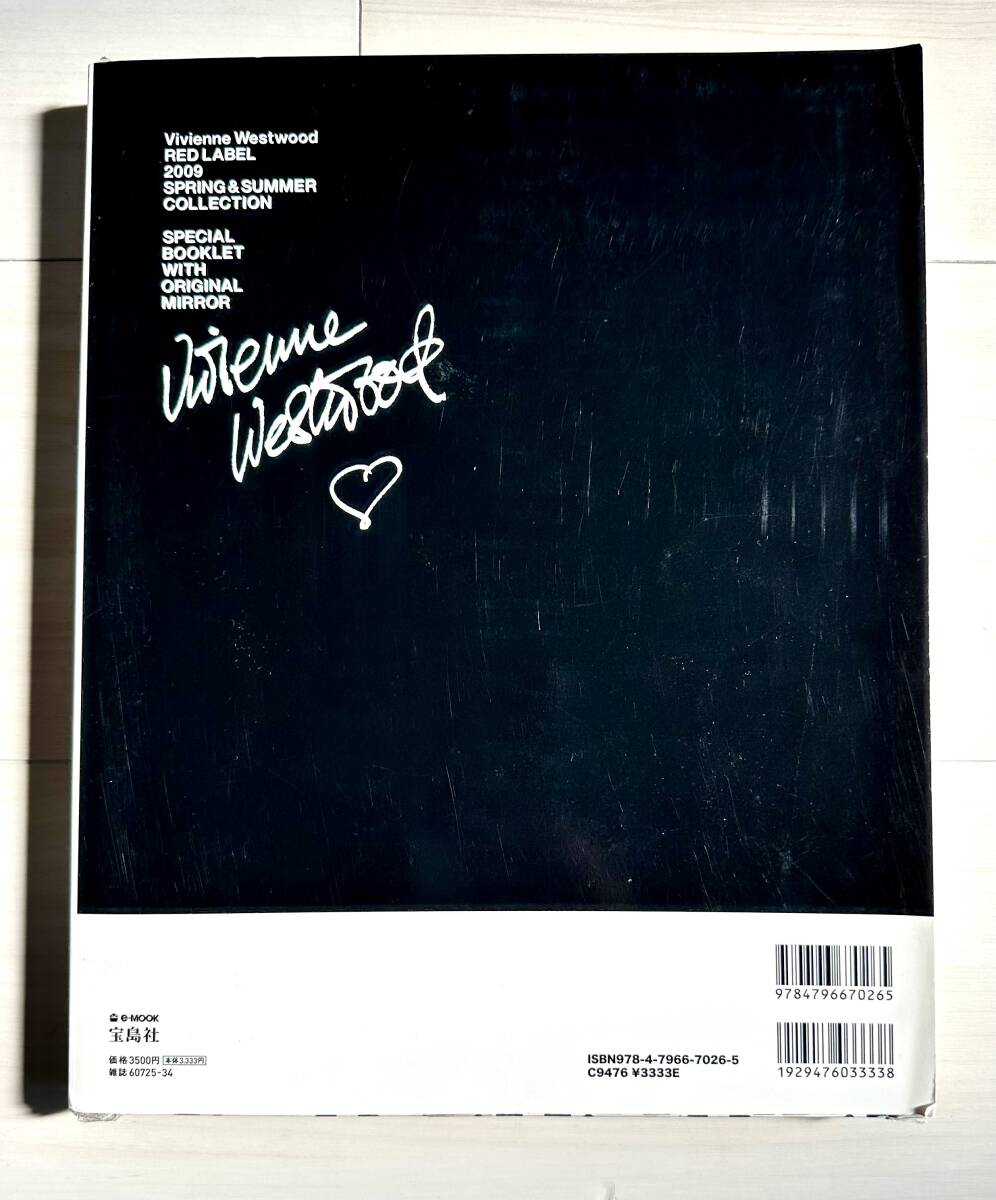 Vivienne Westwood
RED LABEL
2009
SPRING & SUMMER
COLLECTION
SPECIAL
BOOKLET
WITH
ORIGINAL
MIRROR
Vivienne
Westwood
9784796670265
e-MOOK
宝島社
価格3500円 本体3,333円
雑誌 60725-34
ISBN978-4-7966-7026-5
C9476 ¥3333E
1929476033338